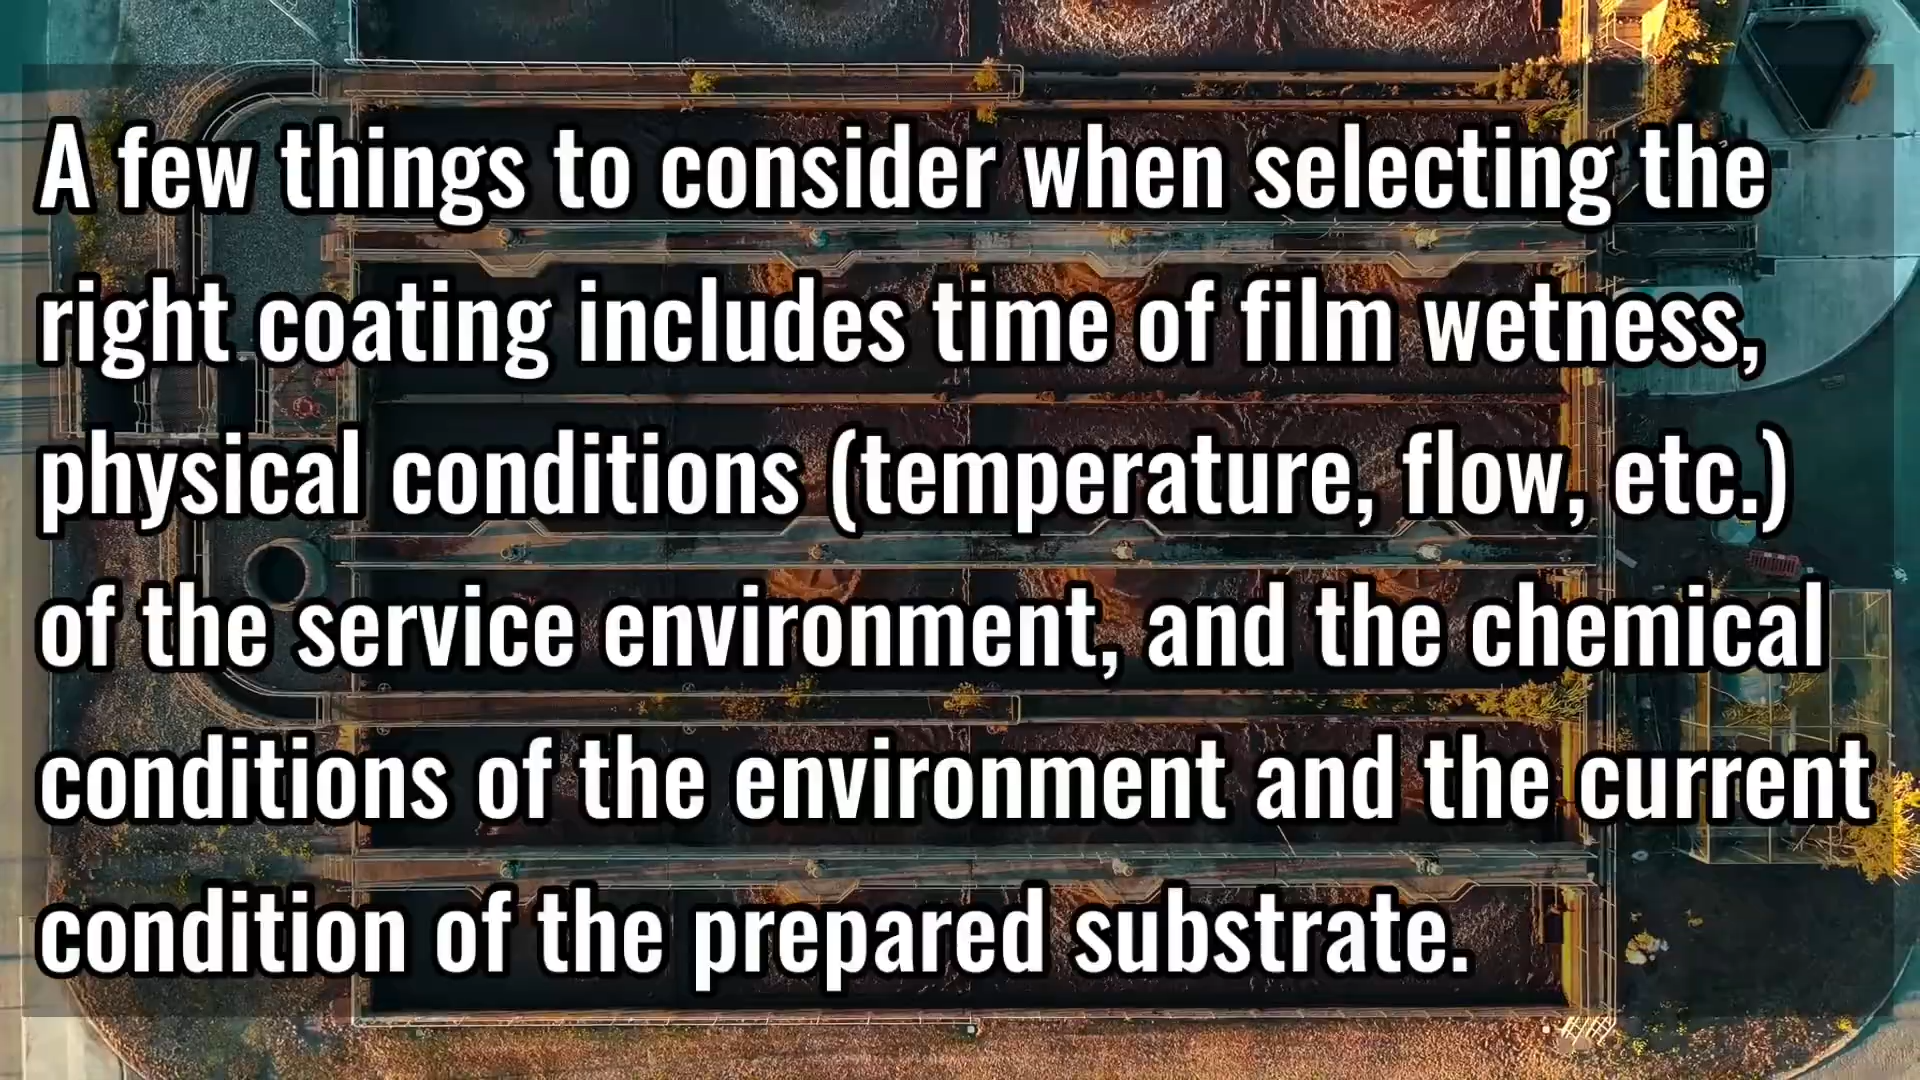 A few things to consider when selecting the
right coating includes time of film wetness,
physical conditions (temperature, flow, etc.)
of the service environment, and the chemical
conditions of the environment and the current
condition of the prepared substrate.